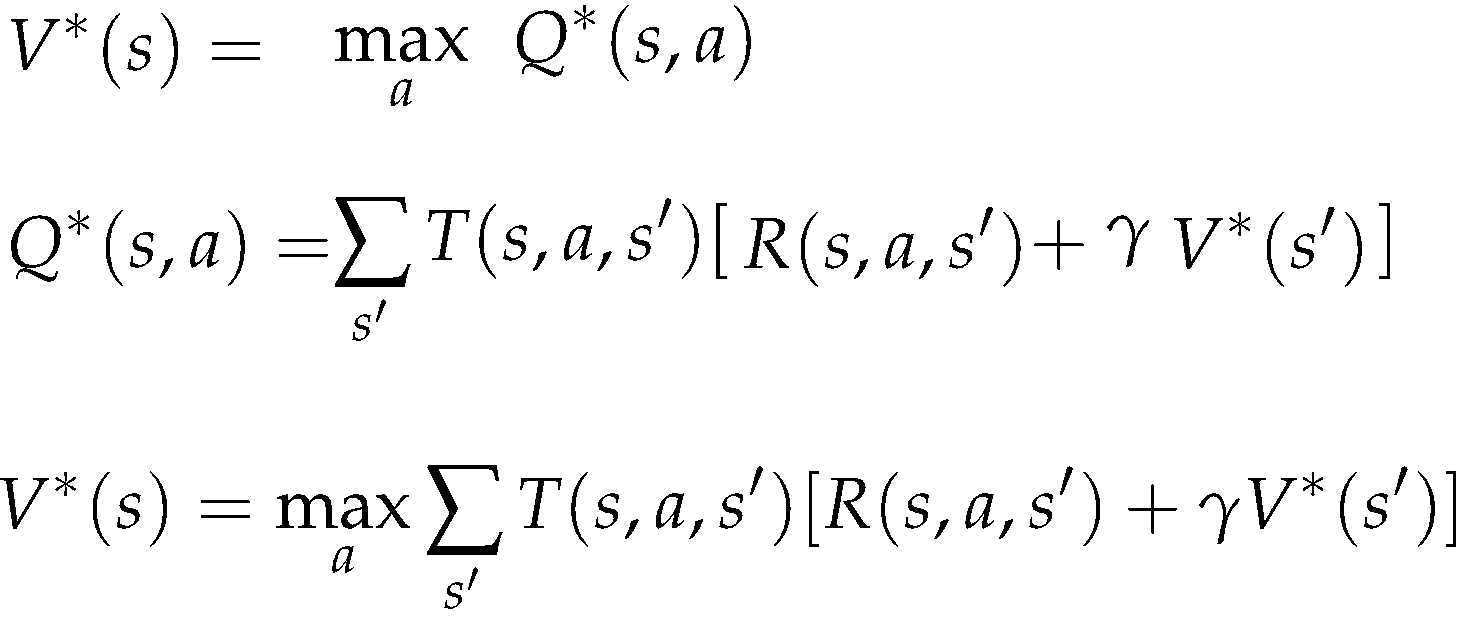 V*(s) = max_a Q*(s, a)
Q*(s, a) = ∑_{s′} T(s, a, s′)[ R(s, a, s′) + γ V*(s′) ]
V*(s) = max_a ∑_{s′} T(s, a, s′)[R(s, a, s′) + γV*(s′)]